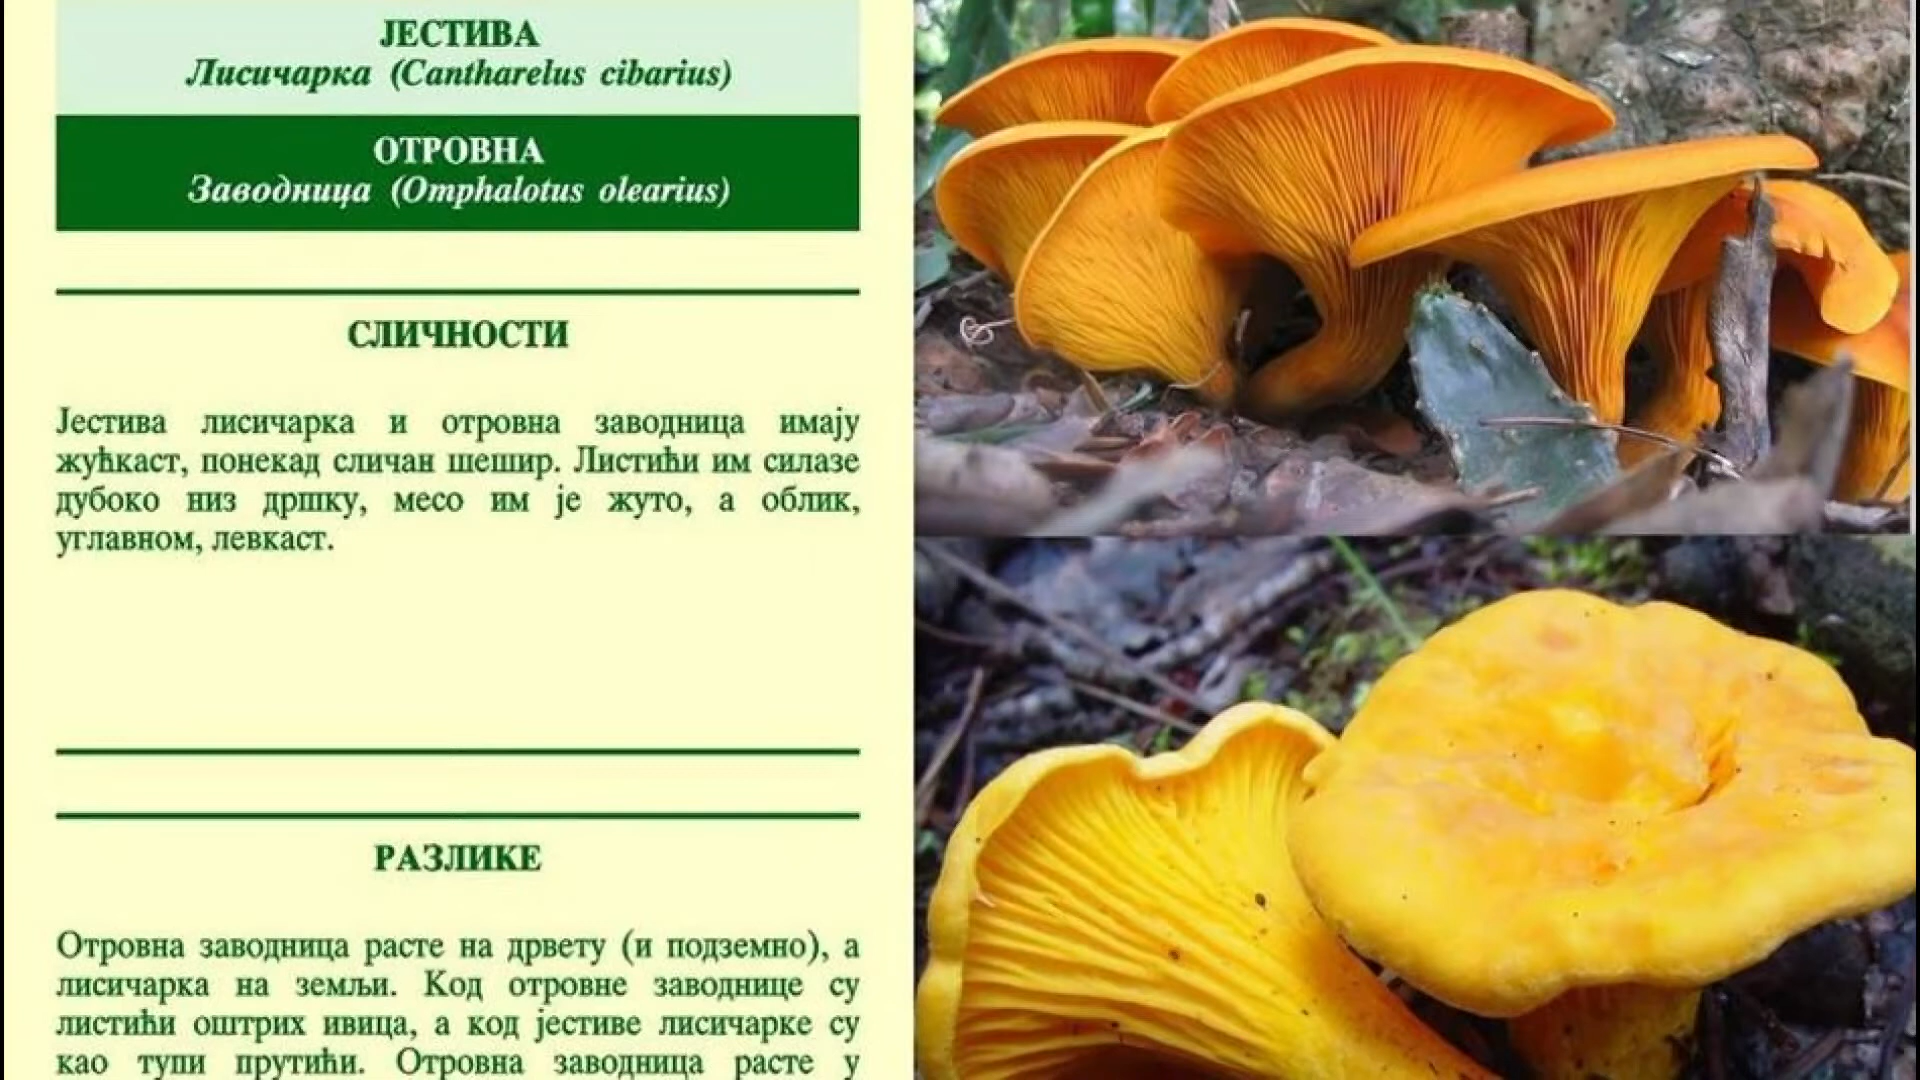 ЈЕСТИВА
Лисичарка (Cantharelus cibarius)
ОТРОВНА
Заводница (Omphalotus olearius)
СЛИЧНОСТИ
Јестива лисичарка и отровна заводница имају
жућкаст, понекад сличан шешир. Листићи им силазе
дубоко низ дршку, месо им је жуто, а облик,
углавном, левкаст.
РАЗЛИКЕ
Отровна заводница расте на дрвету (и подземно), а
лисичарка на земљи. Код отровне заводнице су
листићи оштрих ивица, а код јестиве лисичарке су
као тупи прутићи. Отровна заводница расте у